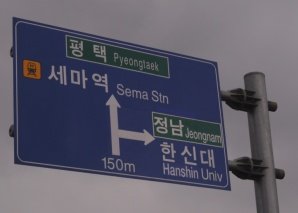 평택 Pyeongtaek
세마역 Sema Stn
정남 Jeongnam
한신대
Hanshin Univ
150m